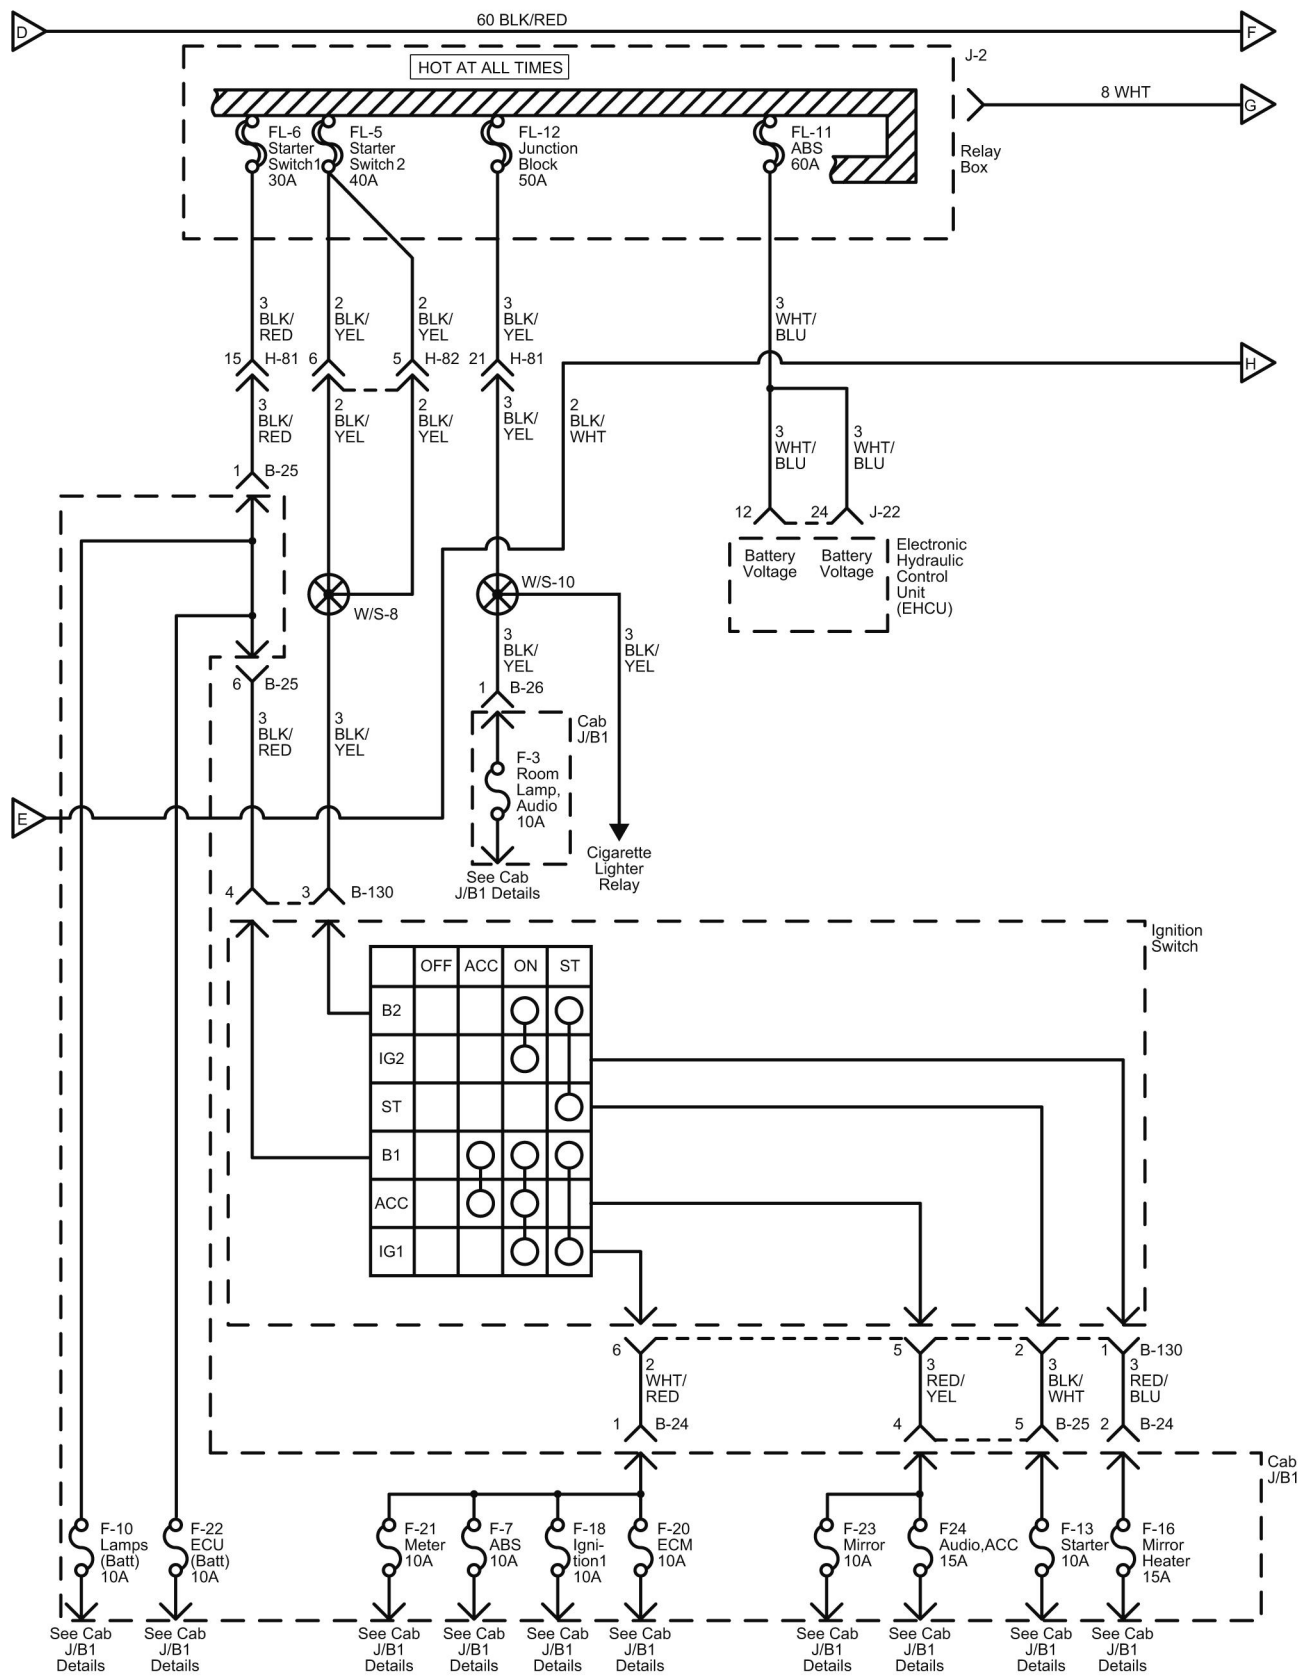 D
60 BLK/RED
F
J-2
HOT AT ALL TIMES
8 WHT
G
FL-6
Starter
Switch1
30A
FL-5
Starter
Switch2
40A
FL-12
Junction
Block
50A
FL-11
ABS
60A
Relay
Box
3
BLK/
RED
2
BLK/
YEL
2
BLK/
YEL
3
BLK/
YEL
3
WHT/
BLU
15 H-81
6
5 H-82
21 H-81
H
3
BLK/
RED
2
BLK/
YEL
2
BLK/
YEL
3
BLK/
YEL
2
BLK/
WHT
3
WHT/
BLU
3
WHT/
BLU
1 B-25
12
24
J-22
Battery
Voltage
Battery
Voltage
Electronic
Hydraulic
Control
Unit
(EHCU)
W/S-8
W/S-10
3
BLK/
YEL
3
BLK/
YEL
6 B-25
1 B-26
3
BLK/
RED
3
BLK/
YEL
Cab
J/B1
F-3
Room
Lamp,
Audio
10A
E
Cigarette
Lighter
Relay
See Cab
J/B1 Details
4
3
B-130
Ignition
Switch
OFF ACC ON ST
B2
IG2
ST
B1
ACC
IG1
6
5
2
1 B-130
2
WHT/
RED
3
RED/
YEL
3
BLK/
WHT
3
RED/
BLU
1 B-24
4
5 B-25
2 B-24
Cab
J/B1
F-10
Lamps
(Batt)
10A
F-22
ECU
(Batt)
10A
F-21
Meter
10A
F-7
ABS
10A
F-18
Igni-
tion1
10A
F-20
ECM
10A
F-23
Mirror
10A
F24
Audio,ACC
15A
F-13
Starter
10A
F-16
Mirror
Heater
15A
See Cab
J/B1
Details
See Cab
J/B1
Details
See Cab
J/B1
Details
See Cab
J/B1
Details
See Cab
J/B1
Details
See Cab
J/B1
Details
See Cab
J/B1
Details
See Cab
J/B1
Details
See Cab
J/B1
Details
See Cab
J/B1
Details